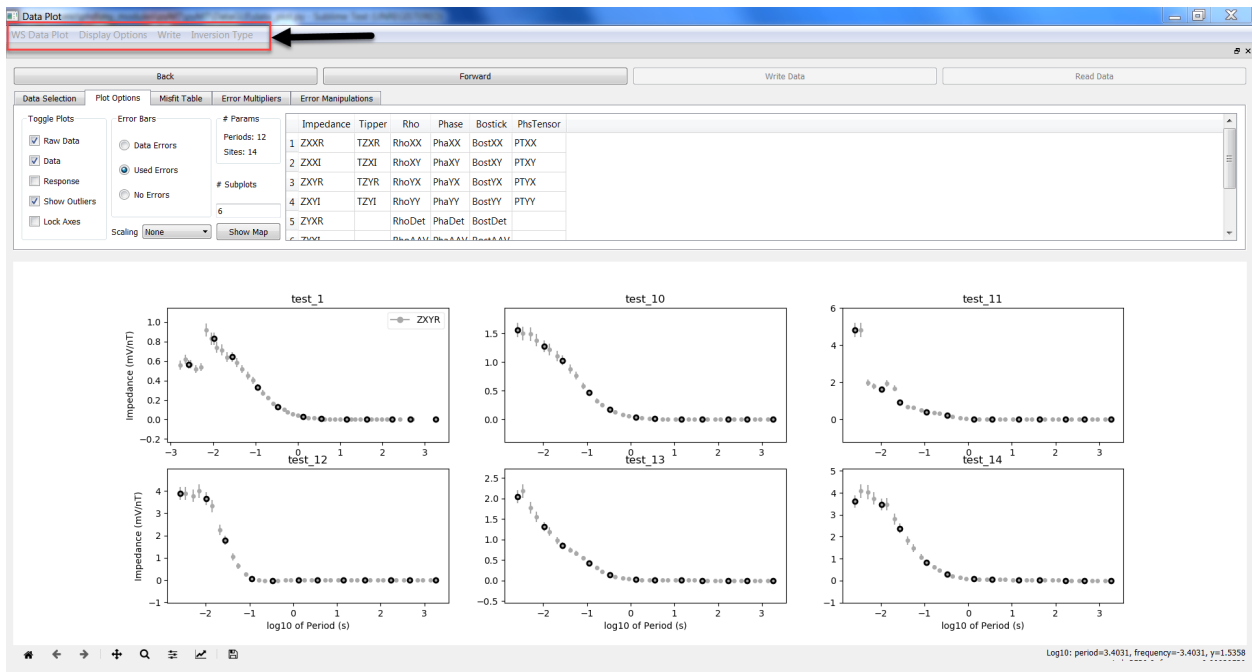 Data Plot
WS Data Plot Display Options Write Inversion Type
Back Forward Write Data Read Data
Data Selection Plot Options Misfit Table Error Multipliers Error Manipulations
Toggle Plots
Raw Data
Data
Response
Show Outliers
Lock Axes
Error Bars
Data Errors
Used Errors
No Errors
Scaling None
# Params
Periods: 12
Sites: 14
# Subplots
6
Show Map
Impedance Tipper Rho Phase Bostick PhsTensor
1 ZXXR TZXR RhoXX PhaXX BostXX PTXX
2 ZXXI TZXI RhoXY PhaXY BostXY PTXY
3 ZXYR TZYR RhoYX PhaYX BostYX PTYX
4 ZXYI TZYI RhoYY PhaYY BostYY PTYY
5 ZYXR RhoDet PhaDet BostDet
6 ZYXI RhoAAV PhaAAV BostAAV
test_1
Impedance (mV/nT)
1.0
0.8
0.6
0.4
0.2
0.0
−0.2
−3 −2 −1 0 1 2 3
ZXYR
test_10
1.5
1.0
0.5
0.0
−2 −1 0 1 2 3
test_11
6
4
2
0
−2 −1 0 1 2 3
test_12
Impedance (mV/nT)
4
3
2
1
0
−1
−2 −1 0 1 2 3
log10 of Period (s)
test_13
2.5
2.0
1.5
1.0
0.5
0.0
−0.5
−2 −1 0 1 2 3
log10 of Period (s)
test_14
5
4
3
2
1
0
−1
−2 −1 0 1 2 3
log10 of Period (s)
Log10: period=3.4031, frequency=-3.4031, y=1.5358